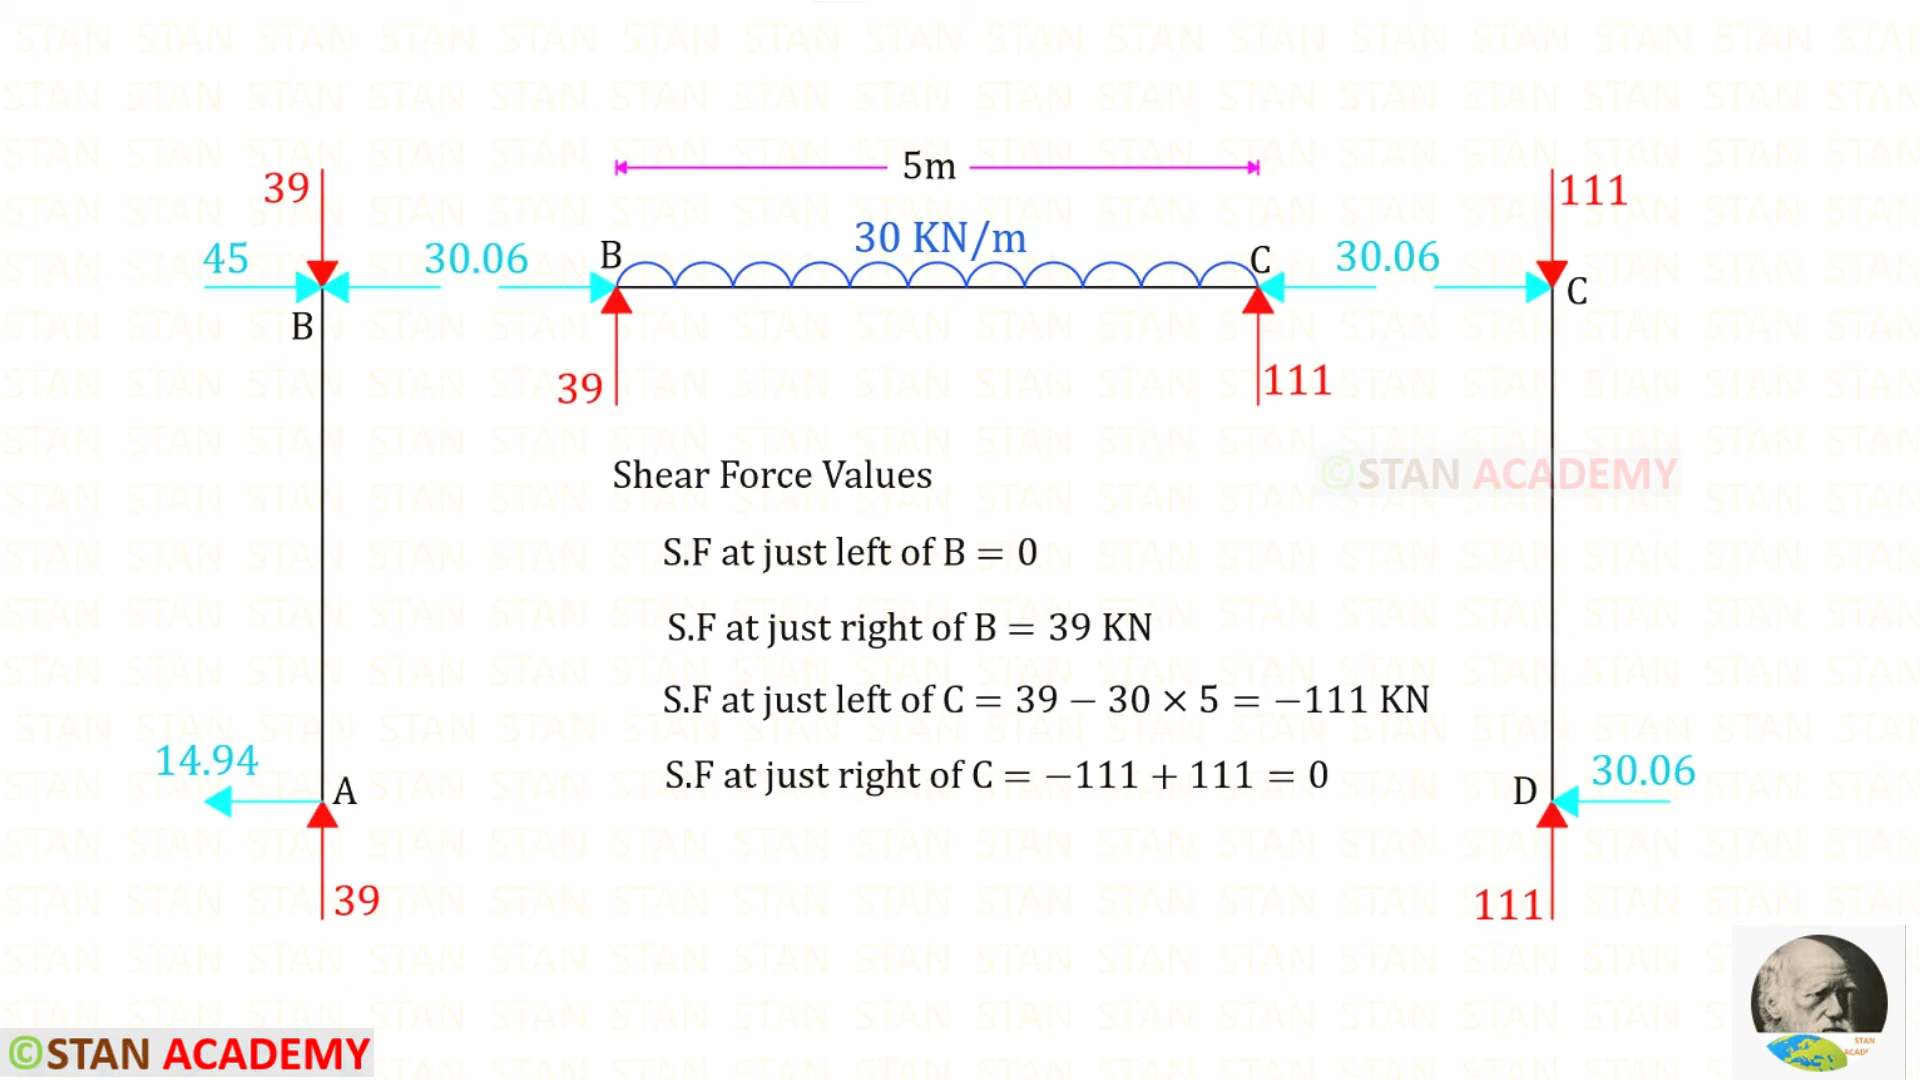 5m
39
111
30 KN/m
45
30.06
B
C
30.06
C
B
39
111
Shear Force Values
©STAN ACADEMY
S.F at just left of B = 0
S.F at just right of B = 39 KN
S.F at just left of C = 39 − 30 × 5 = −111 KN
S.F at just right of C = −111 + 111 = 0
14.94
A
D
30.06
39
111
STAN
ACADEMY
©STAN ACADEMY